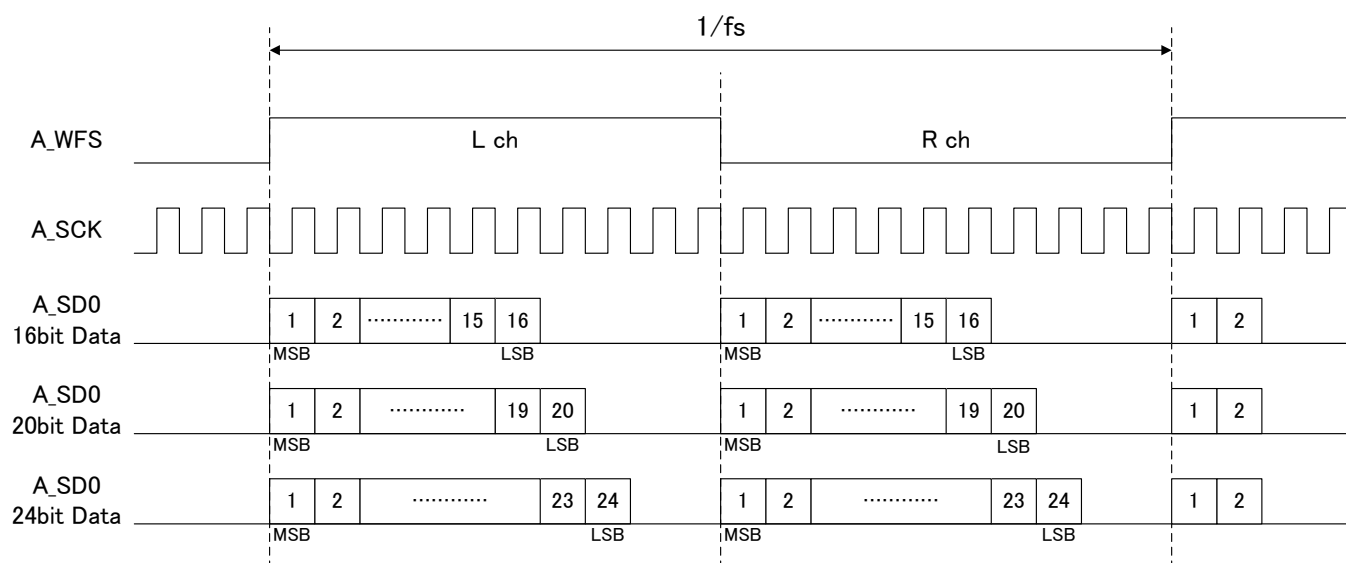 1/fs
A_WFS L ch R ch
A_SCK
A_SD0
16bit Data
1 2 ………… 15 16 1 2 ………… 15 16 1 2
MSB LSB MSB LSB
A_SD0
20bit Data
1 2 ………… 19 20 1 2 ………… 19 20 1 2
MSB LSB MSB LSB
A_SD0
24bit Data
1 2 ………… 23 24 1 2 ………… 23 24 1 2
MSB LSB MSB LSB